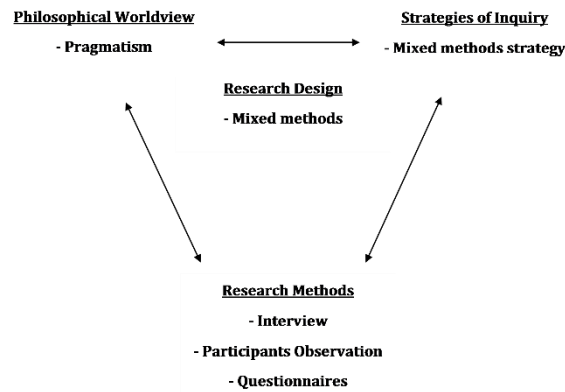 Philosophical Worldview
- Pragmatism
Strategies of Inquiry
- Mixed methods strategy
Research Design
- Mixed methods
Research Methods
- Interview
- Participants Observation
- Questionnaires